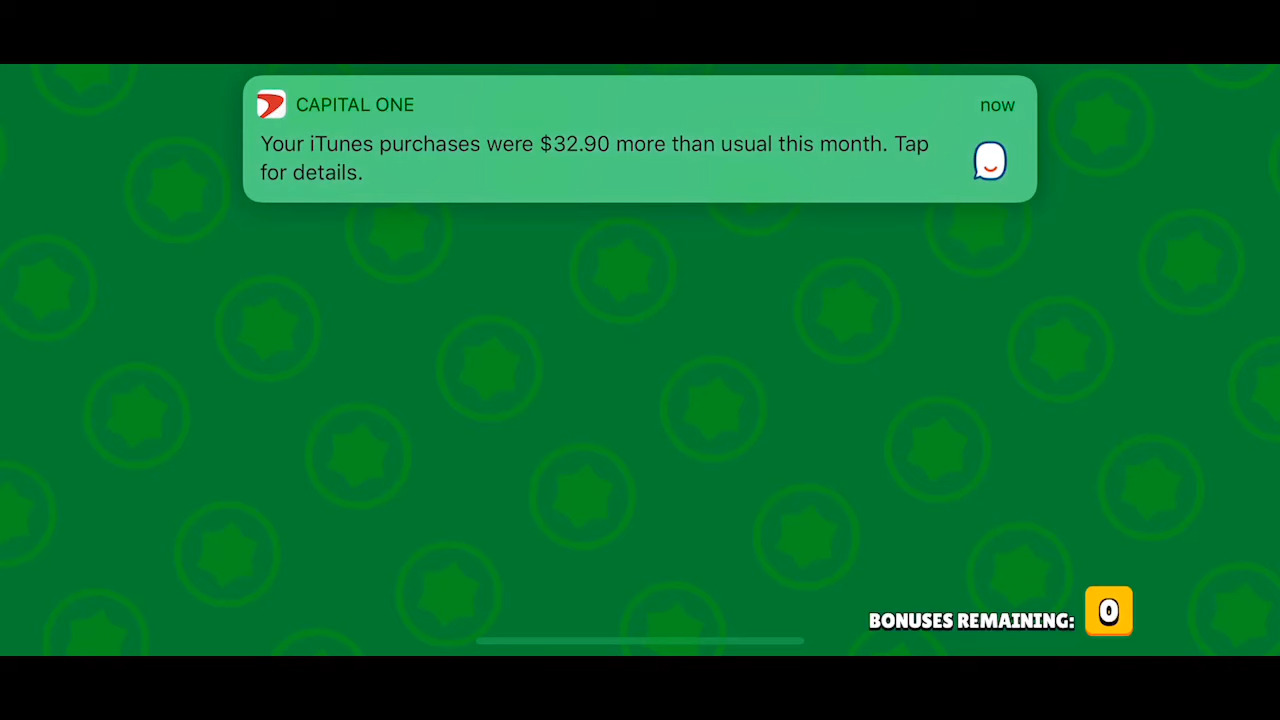 CAPITAL ONE now
Your iTunes purchases were $32.90 more than usual this month. Tap
for details.
BONUSES REMAINING: 0